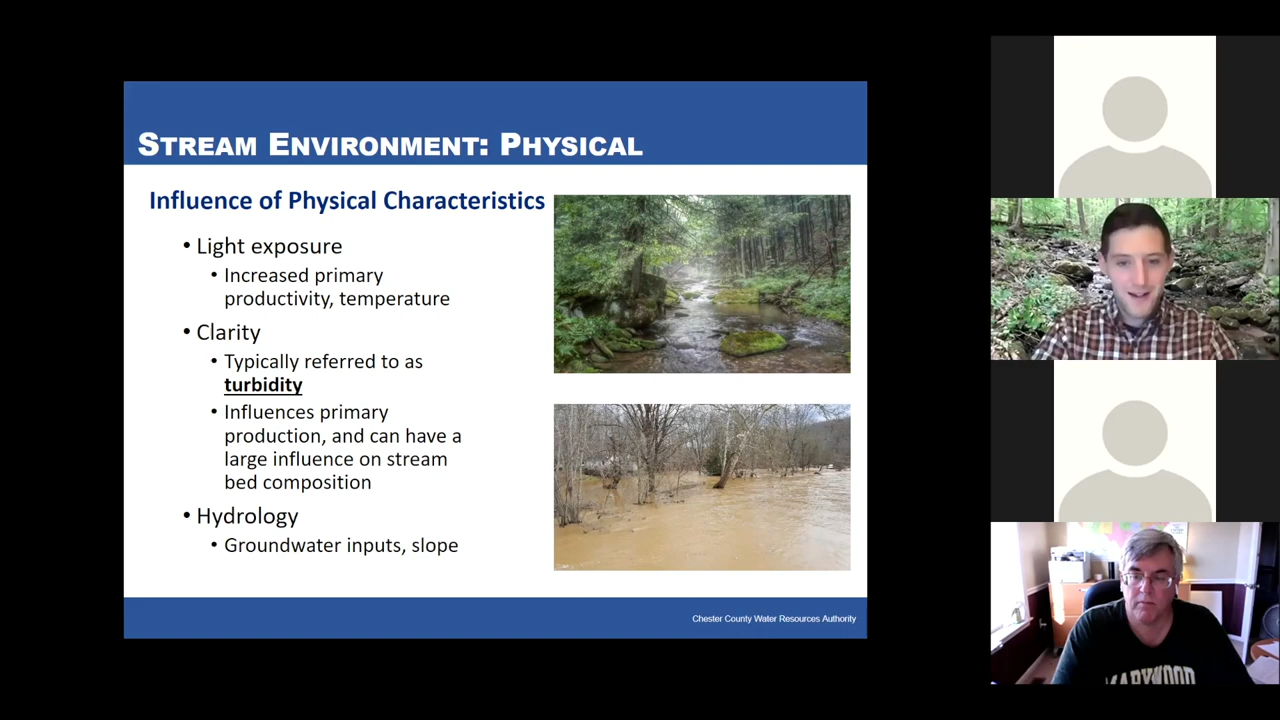 STREAM ENVIRONMENT: PHYSICAL
Influence of Physical Characteristics
• Light exposure
• Increased primary
productivity, temperature
• Clarity
• Typically referred to as
turbidity
• Influences primary
production, and can have a
large influence on stream
bed composition
• Hydrology
• Groundwater inputs, slope
Chester County Water Resources Authority
MARYWOOD